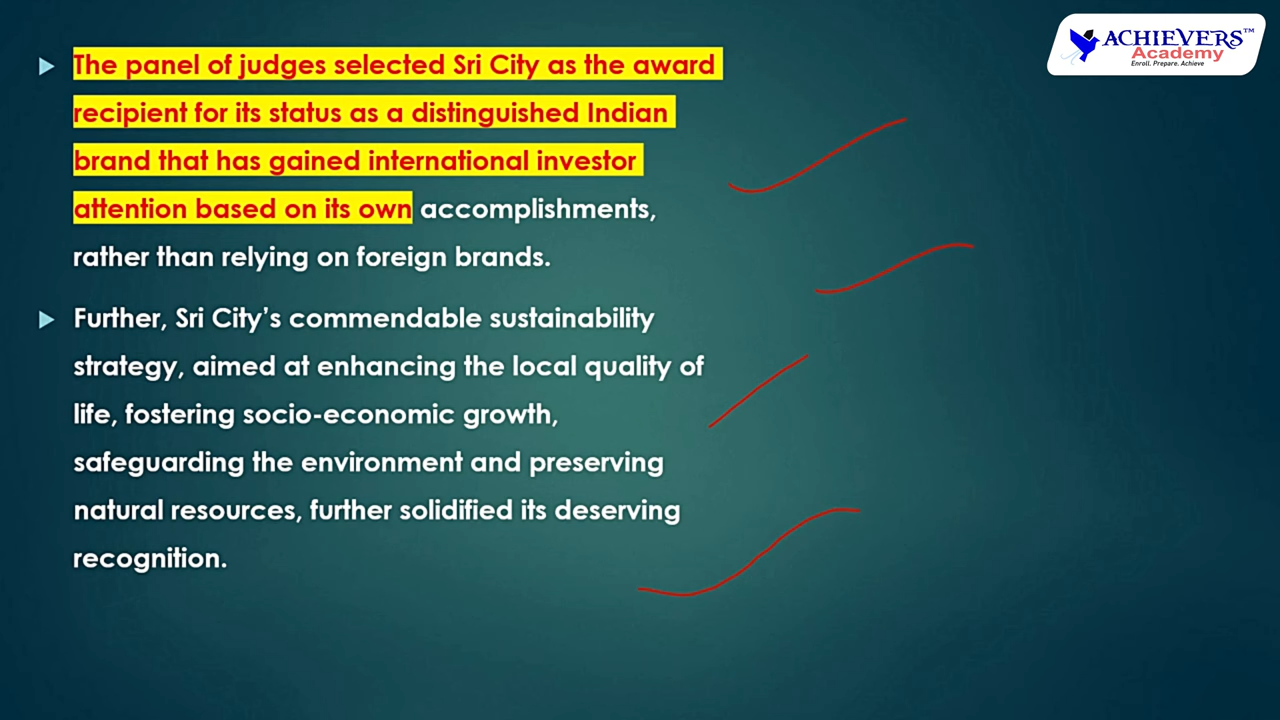 ACHIEVERS™
Academy
Enroll. Prepare. Achieve
The panel of judges selected Sri City as the award
recipient for its status as a distinguished Indian
brand that has gained international investor
attention based on its own accomplishments,
rather than relying on foreign brands.
Further, Sri City’s commendable sustainability
strategy, aimed at enhancing the local quality of
life, fostering socio-economic growth,
safeguarding the environment and preserving
natural resources, further solidified its deserving
recognition.